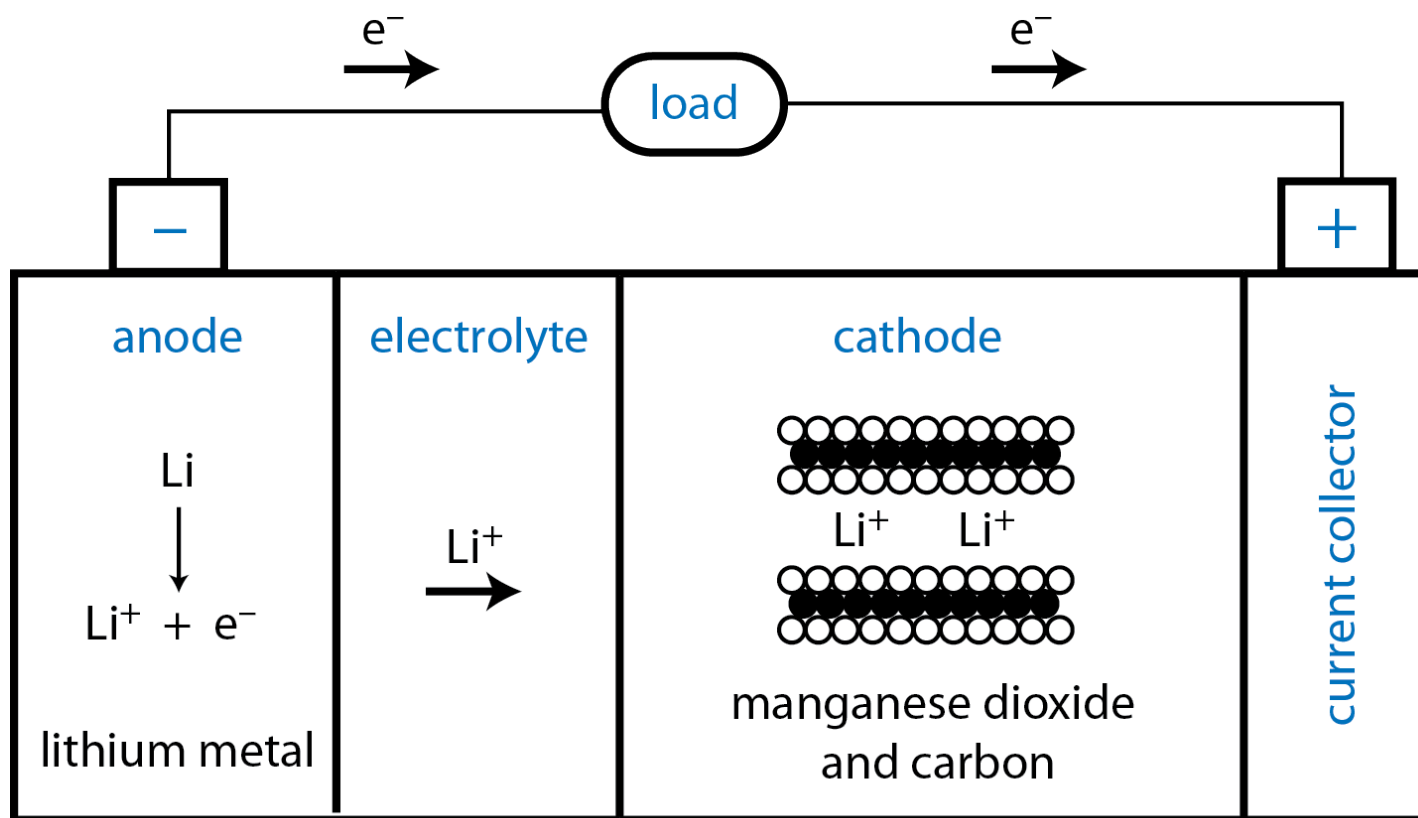 e⁻
e⁻
load
−
+
anode
electrolyte
cathode
current collector
Li
Li⁺ + e⁻
Li⁺
Li⁺
Li⁺
lithium metal
manganese dioxide
and carbon